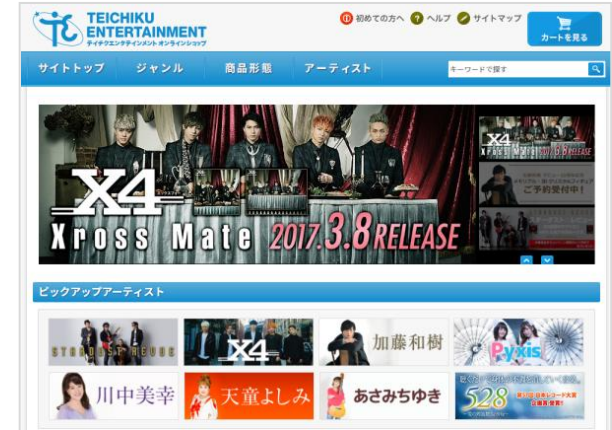 TEICHIKU
ENTERTAINMENT
テイチクエンタテインメント オンラインショップ
初めての方へ ヘルプ サイトマップ
カートを見る
サイトトップ ジャンル 商品形態 アーティスト
キーワードで探す
X4
Xross Mate 2017.3.8 RELEASE
X4
Xross Mate 2017.3.8 RELEASE
ご予約受付中!
ピックアップアーティスト
STARDUST REVUE
X4
加藤和樹
Pyxis
川中美幸
天童よしみ
あさみちゆき
528